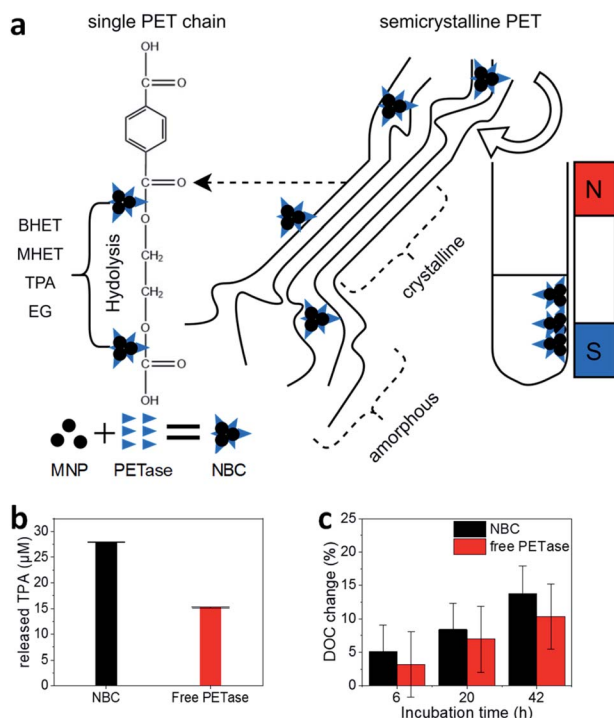 a
single PET chain
semicrystalline PET
OH
C
O
C
O
O
CH2
CH2
O
C
O
OH
BHET
MHET
TPA
EG
Hydolysis
crystalline
amorphous
N
S
MNP
+
PETase
=
NBC
b
released TPA (µM)
30
25
20
15
10
5
0
NBC
Free PETase
c
DOC change (%)
25
20
15
10
5
0
NBC
free PETase
6
20
42
Incubation time (h)